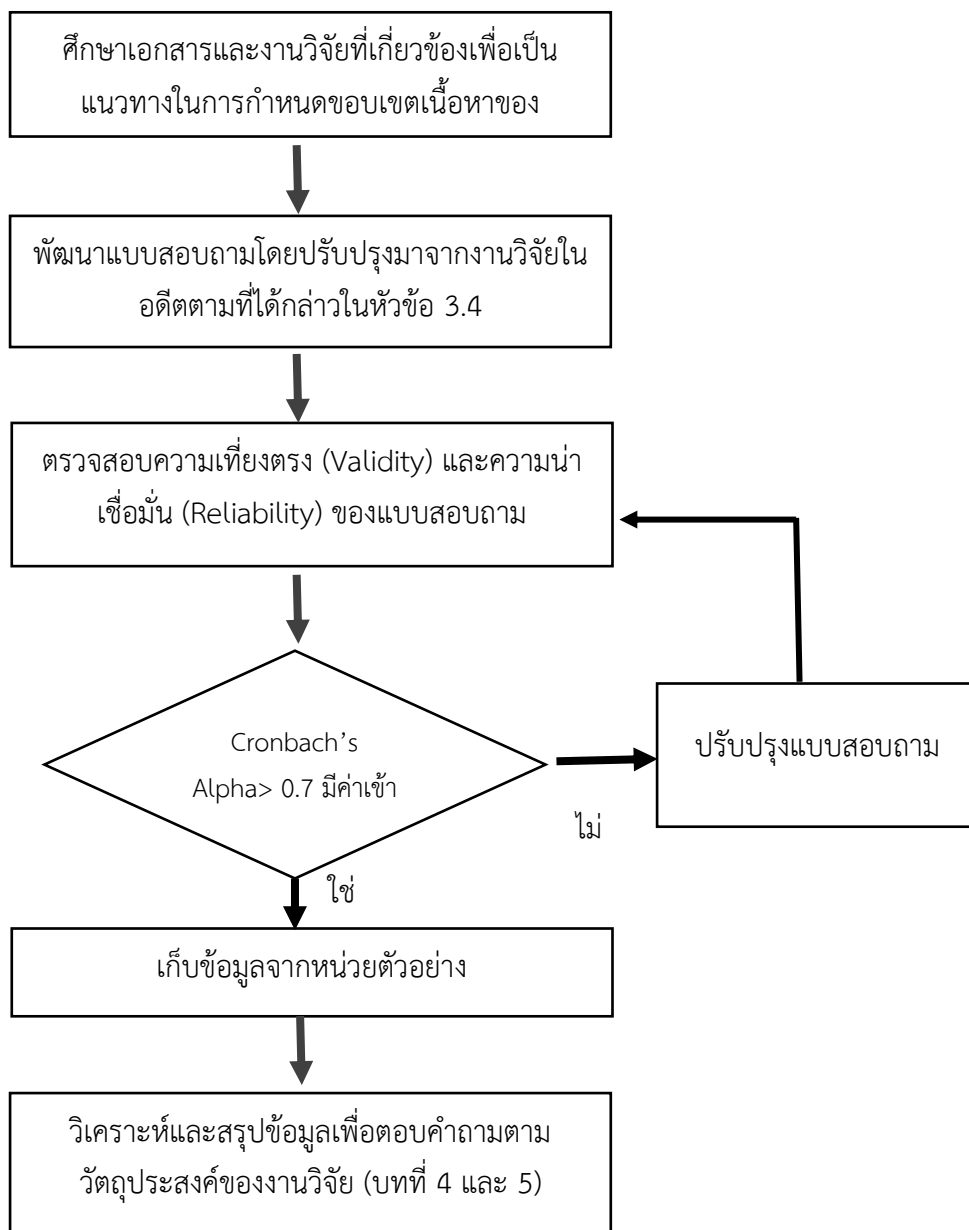 ศึกษาเอกสารและงานวิจัยที่เกี่ยวข้องเพื่อเป็น
แนวทางในการกำหนดขอบเขตเนื้อหาของ
พัฒนาแบบสอบถามโดยปรับปรุงมาจากงานวิจัยใน
อดีตตามที่ได้กล่าวในหัวข้อ 3.4
ตรวจสอบความเที่ยงตรง (Validity) และความน่า
เชื่อมั่น (Reliability) ของแบบสอบถาม
Cronbach’s
Alpha> 0.7 มีค่าเข้า
ปรับปรุงแบบสอบถาม
ไม่
ใช่
เก็บข้อมูลจากหน่วยตัวอย่าง
วิเคราะห์และสรุปข้อมูลเพื่อตอบคำถามตาม
วัตถุประสงค์ของงานวิจัย (บทที่ 4 และ 5)